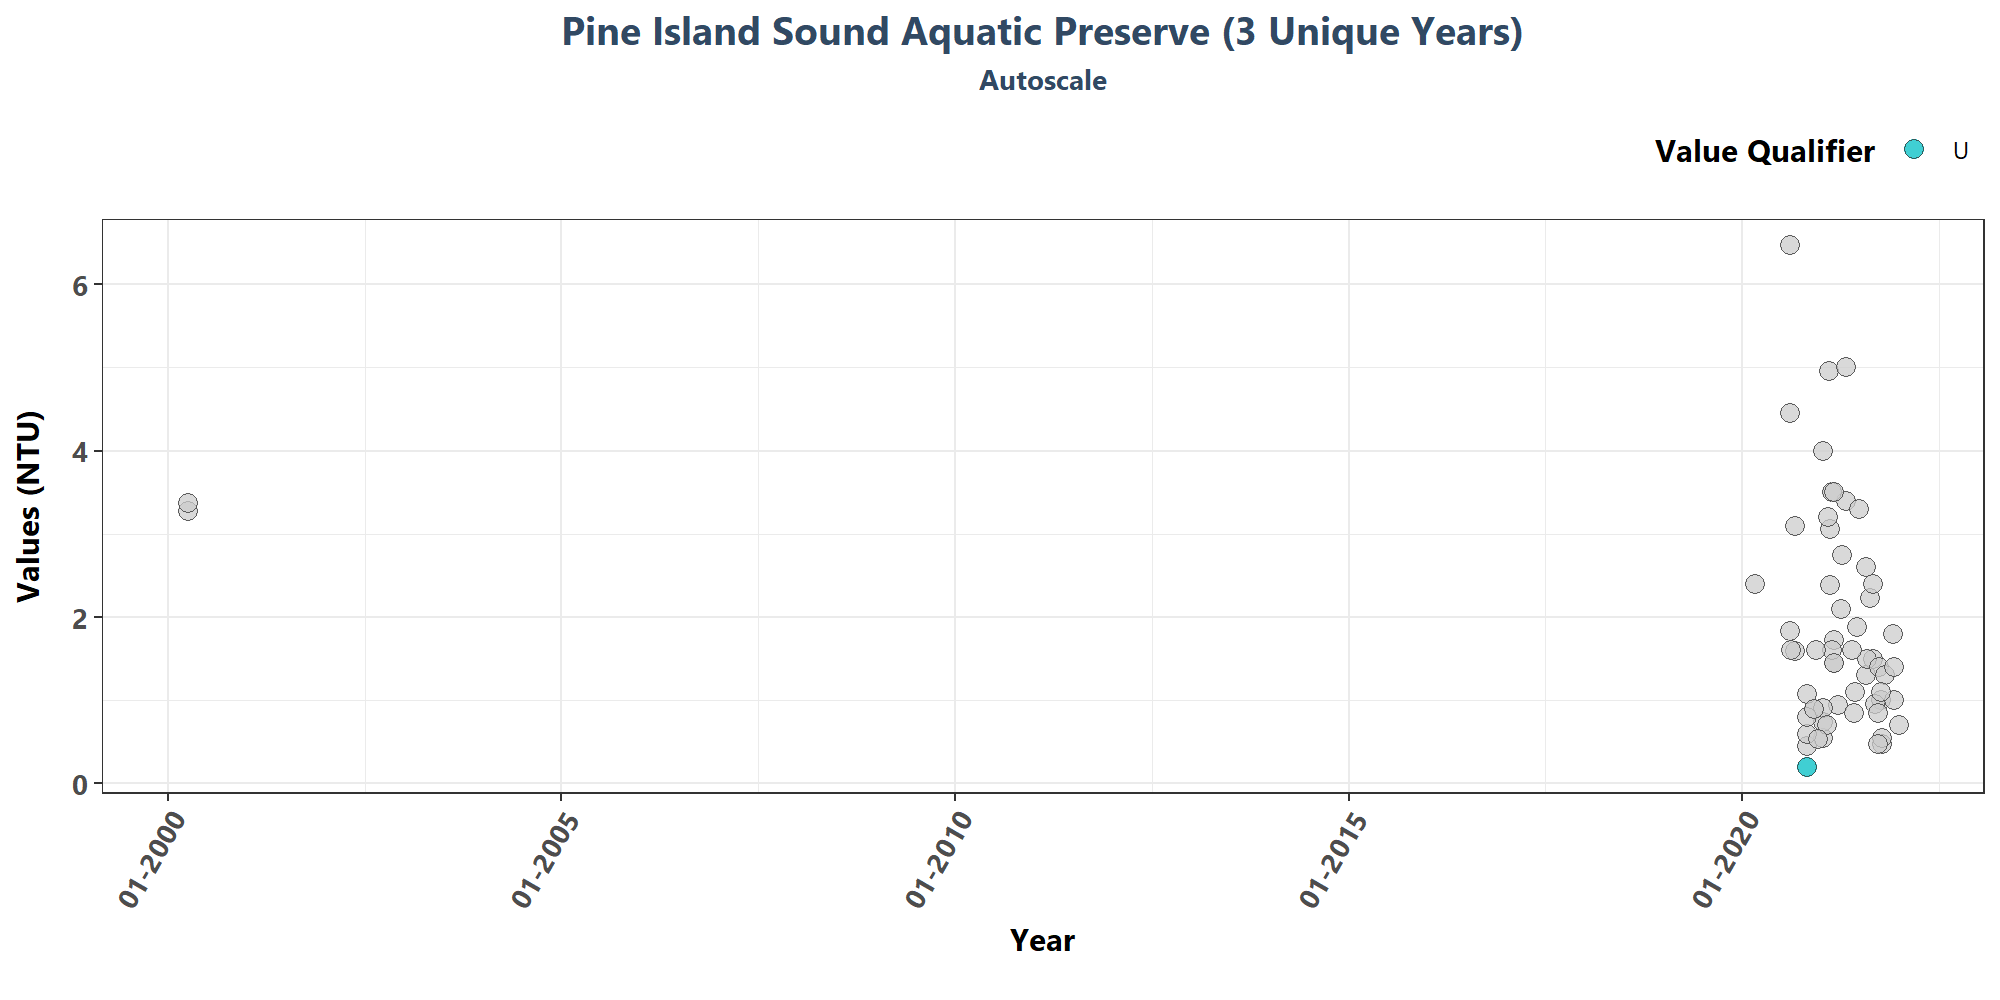 Pine Island Sound Aquatic Preserve (3 Unique Years)
Autoscale
Value Qualifier U
Values (NTU)
6
4
2
0
01-2000 01-2005 01-2010 01-2015 01-2020
Year